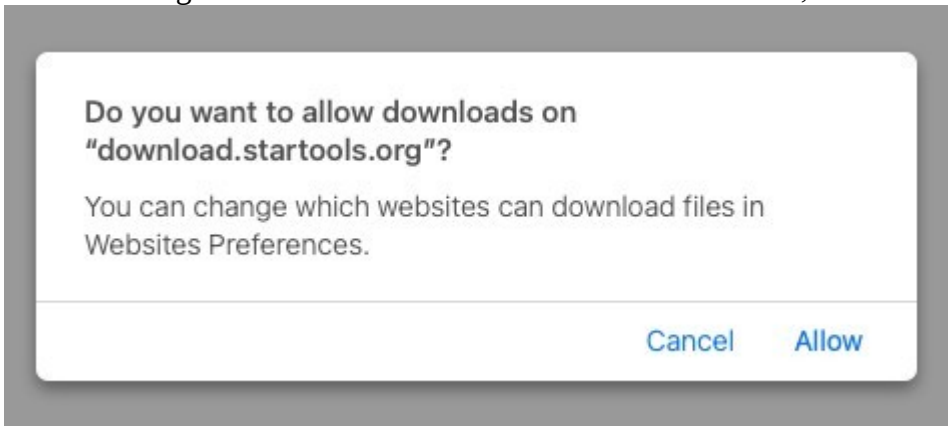 Do you want to allow downloads on
“download.startools.org”?
You can change which websites can download files in
Websites Preferences.
Cancel Allow